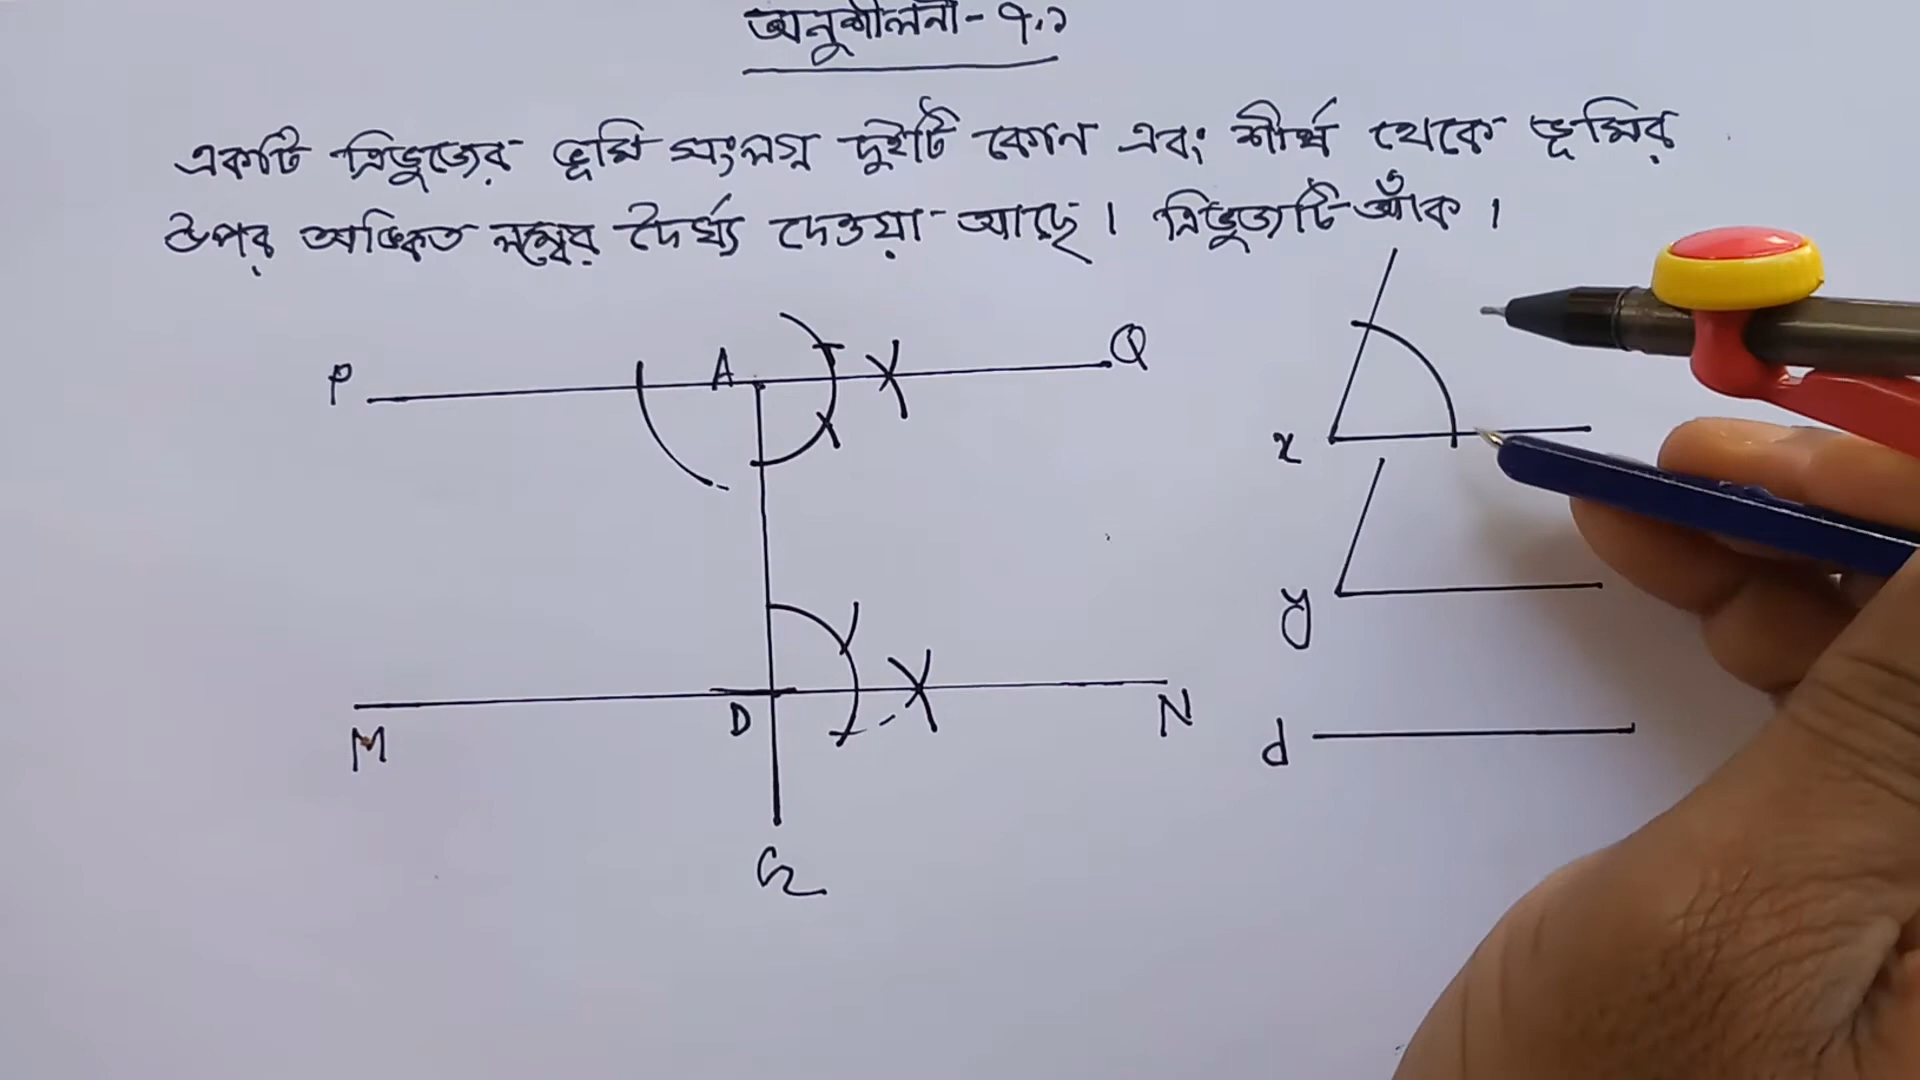 অনুশীলনী - ৭.১
একটি ত্রিভুজের ভূমি সংলগ্ন দুইটি কোন এবং শীর্ষ থেকে ভূমির
উপর অঙ্কিত লম্বের দৈর্ঘ্য দেওয়া আছে। ত্রিভুজটি আঁক।
P A Q
x
y
M D N
d